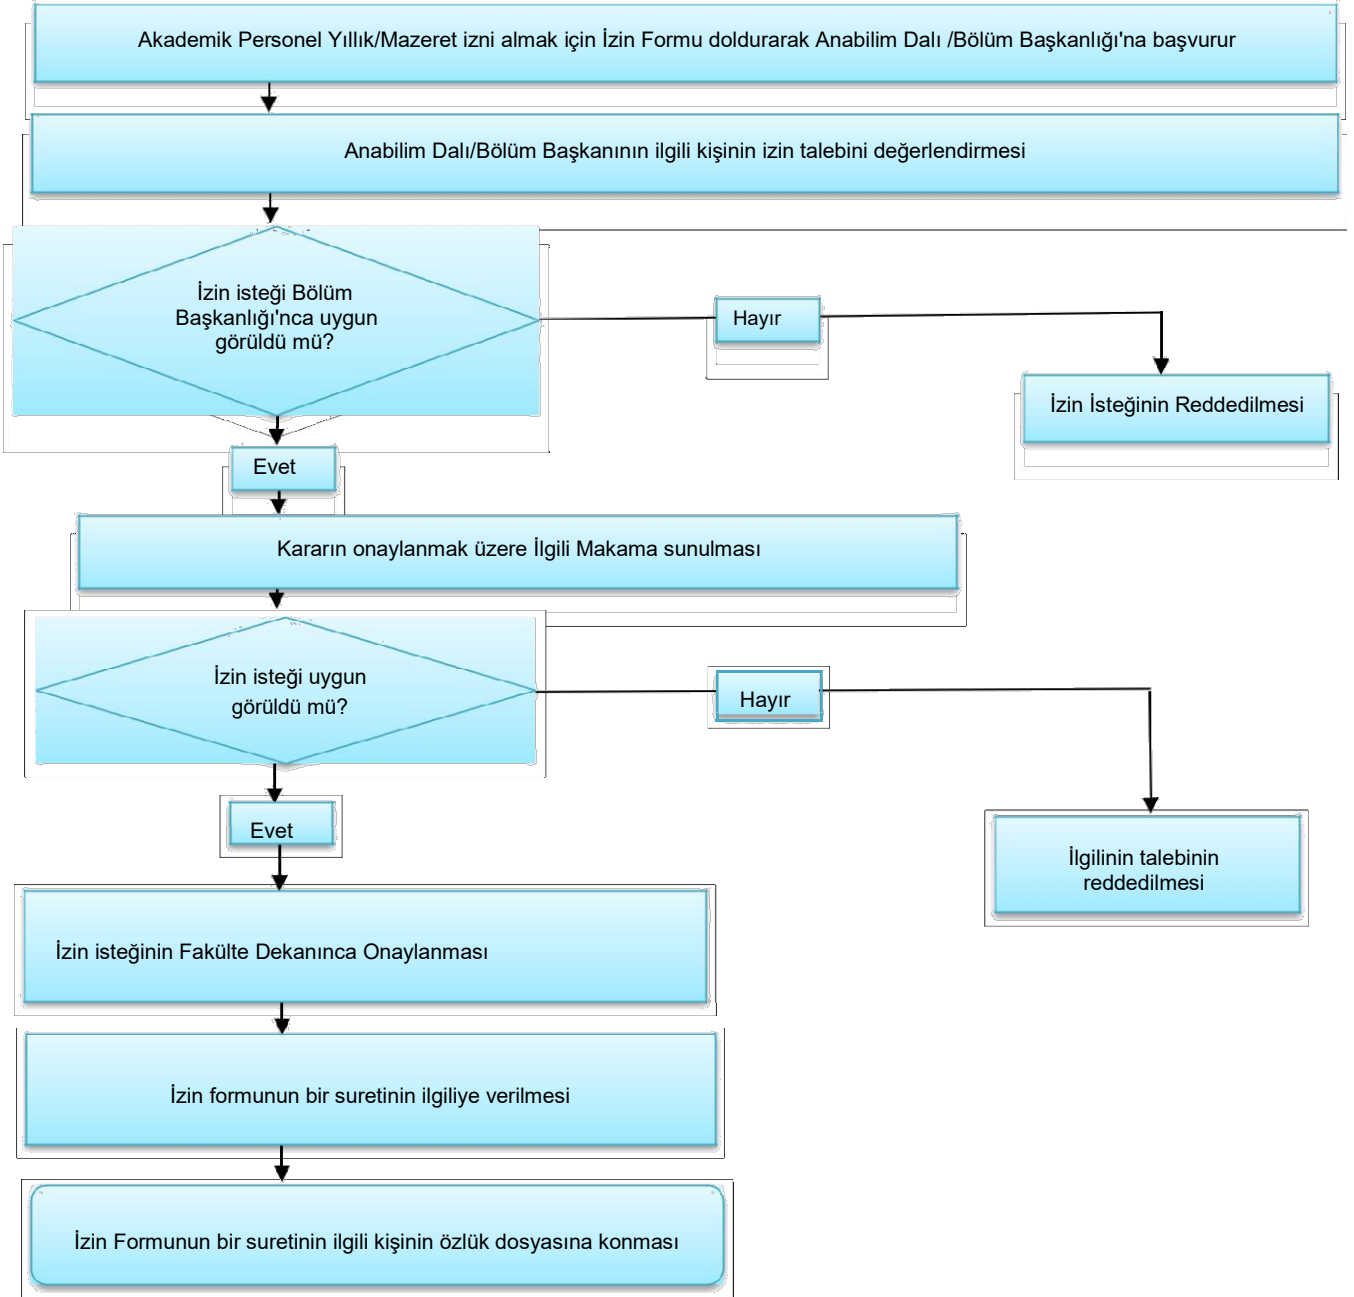 Akademik Personel Yıllık/Mazeret izni almak için İzin Formu doldurarak Anabilim Dalı /Bölüm Başkanlığı'na başvurur
Anabilim Dalı/Bölüm Başkanının ilgili kişinin izin talebini değerlendirmesi
İzin isteği Bölüm
Başkanlığı'nca uygun
görüldü mü?
Hayır
İzin İsteğinin Reddedilmesi
Evet
Kararın onaylanmak üzere İlgili Makama sunulması
İzin isteği uygun
görüldü mü?
Hayır
Evet
İlgilinin talebinin
reddedilmesi
İzin isteğinin Fakülte Dekanınca Onaylanması
İzin formunun bir suretinin ilgiliye verilmesi
İzin Formunun bir suretinin ilgili kişinin özlük dosyasına konması